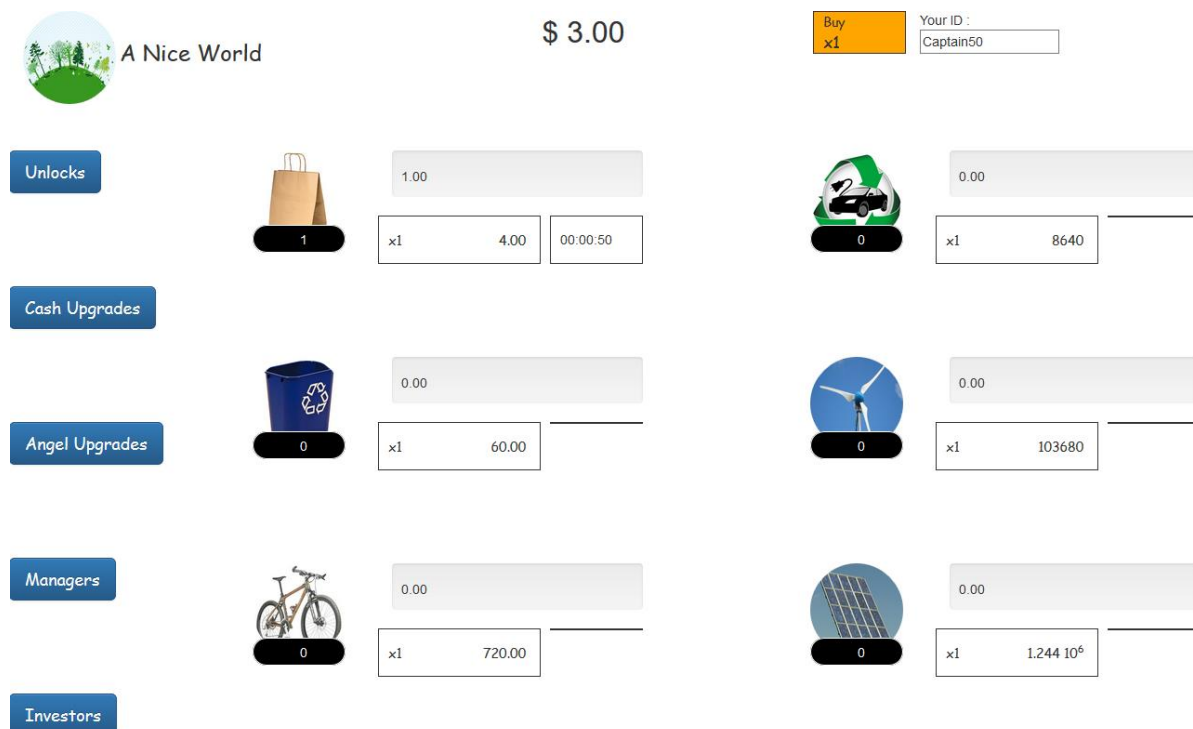 A Nice World
$ 3.00
Buy
x1
Your ID :
Captain50
Unlocks
Cash Upgrades
Angel Upgrades
Managers
Investors
1.00
1
x1 4.00 00:00:50
0.00
0
x1 8640
0.00
0
x1 60.00
0.00
0
x1 103680
0.00
0
x1 720.00
0.00
0
x1 1.244 10⁶